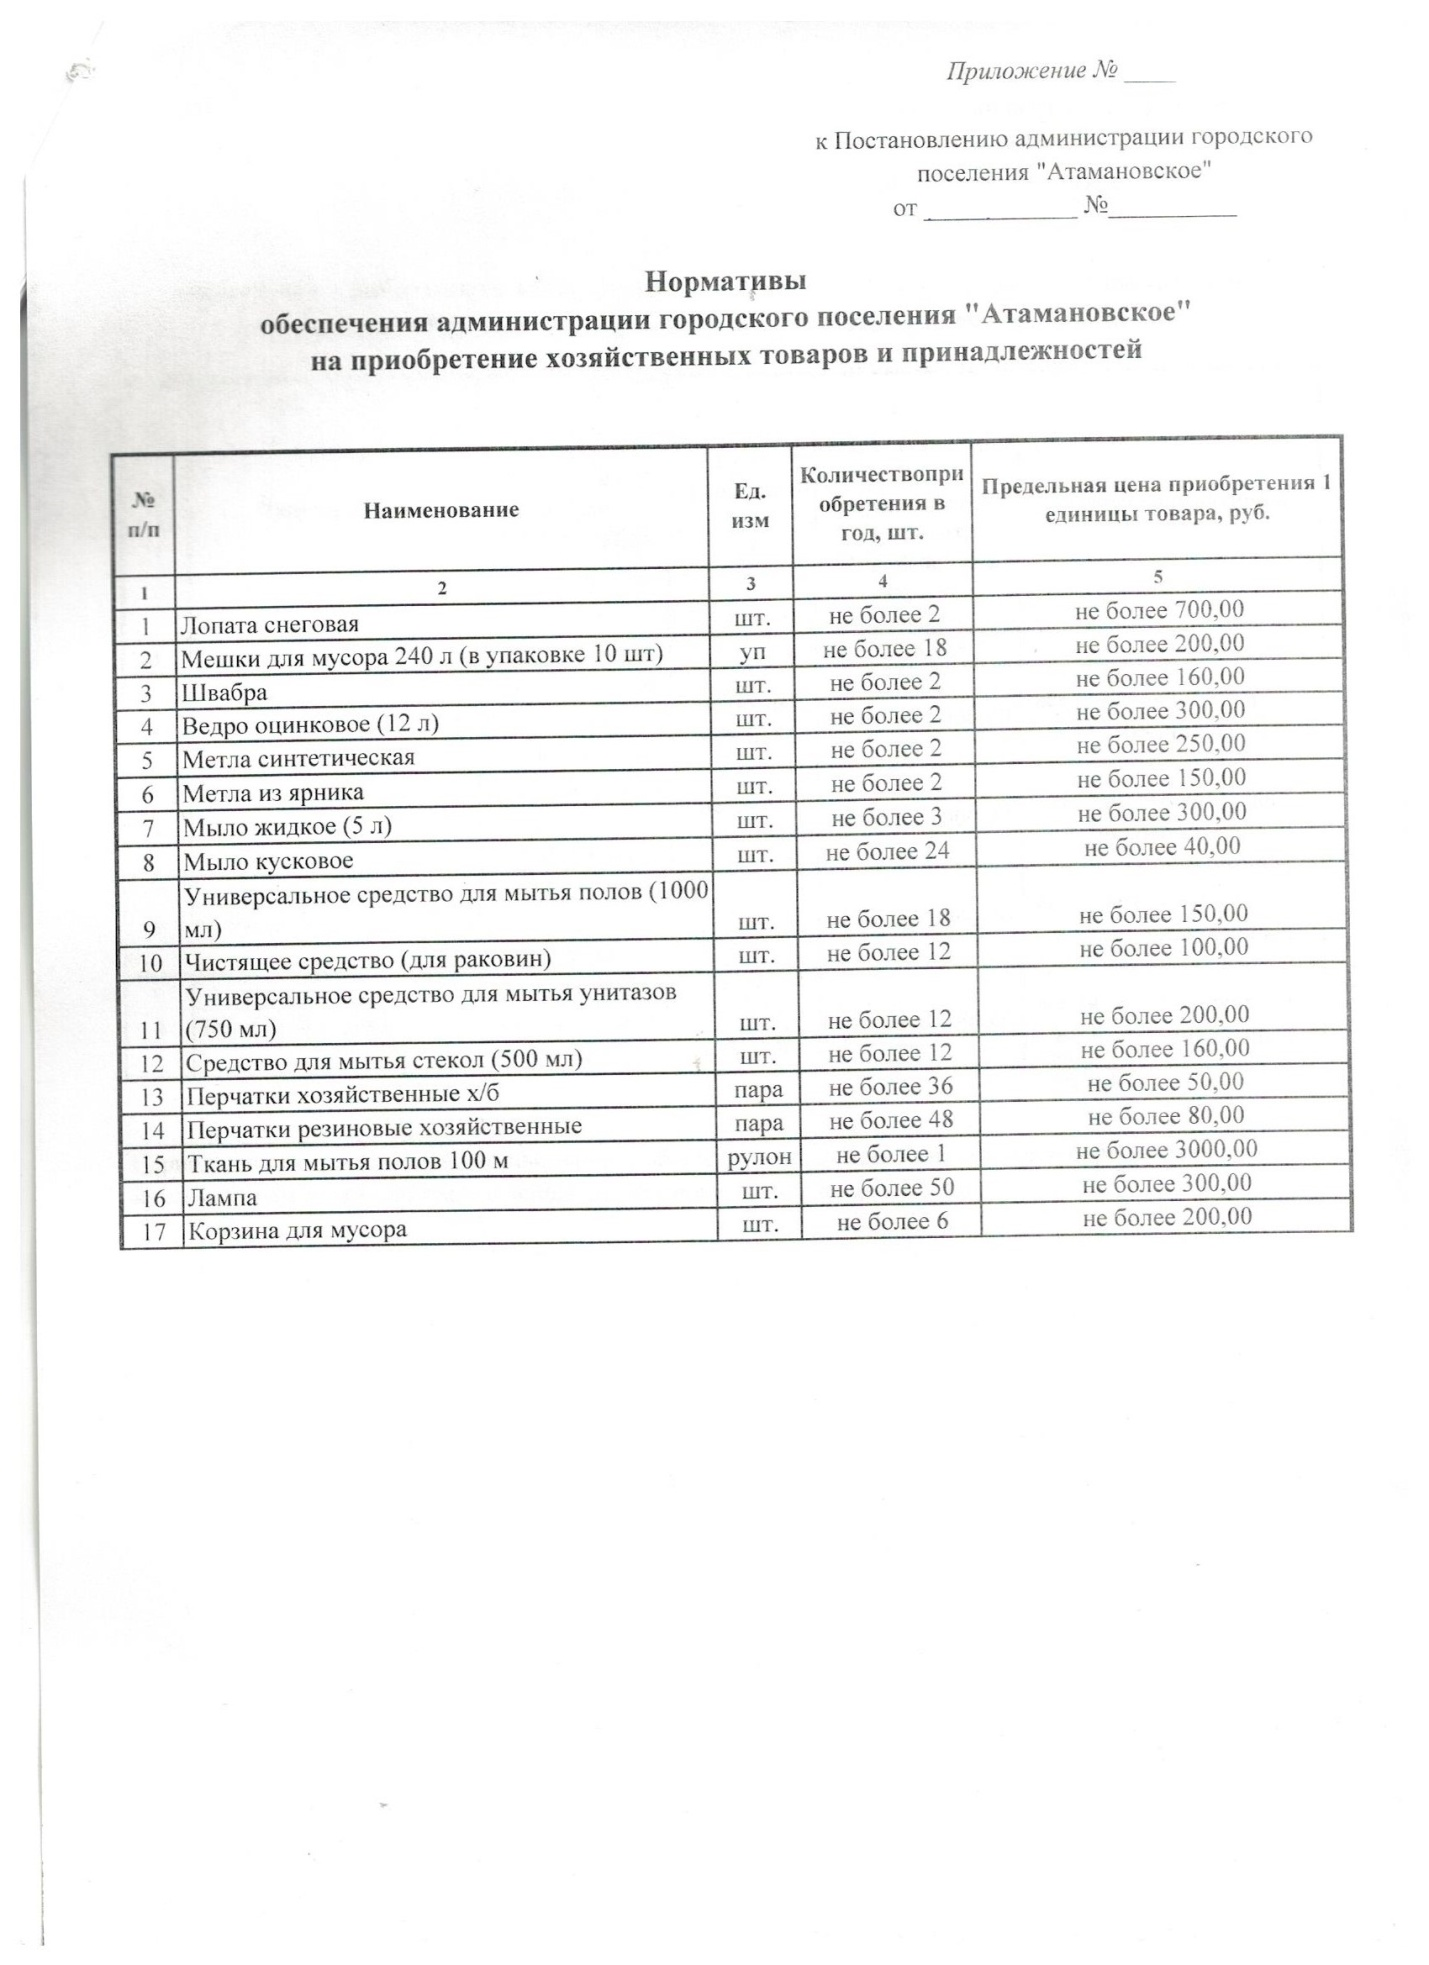 Приложение № ____
к Постановлению администрации городского
поселения "Атамановское"
от ____________ №__________
Нормативы
обеспечения администрации городского поселения "Атамановское"
на приобретение хозяйственных товаров и принадлежностей
№ п/п Наименование Ед. изм Количествопри обретения в год, шт. Предельная цена приобретения 1 единицы товара, руб.
1 2 3 4 5
1 Лопата снеговая шт. не более 2 не более 700,00
2 Мешки для мусора 240 л (в упаковке 10 шт) уп не более 18 не более 200,00
3 Швабра шт. не более 2 не более 160,00
4 Ведро оцинковое (12 л) шт. не более 2 не более 300,00
5 Метла синтетическая шт. не более 2 не более 250,00
6 Метла из ярника шт. не более 2 не более 150,00
7 Мыло жидкое (5 л) шт. не более 3 не более 300,00
8 Мыло кусковое шт. не более 24 не более 40,00
Универсальное средство для мытья полов (1000
9 мл) шт. не более 18 не более 150,00
10 Чистящее средство (для раковин) шт. не более 12 не более 100,00
Универсальное средство для мытья унитазов
11 (750 мл) шт. не более 12 не более 200,00
12 Средство для мытья стекол (500 мл) шт. не более 12 не более 160,00
13 Перчатки хозяйственные х/б пара не более 36 не более 50,00
14 Перчатки резиновые хозяйственные пара не более 48 не более 80,00
15 Ткань для мытья полов 100 м рулон не более 1 не более 3000,00
16 Лампа шт. не более 50 не более 300,00
17 Корзина для мусора шт. не более 6 не более 200,00